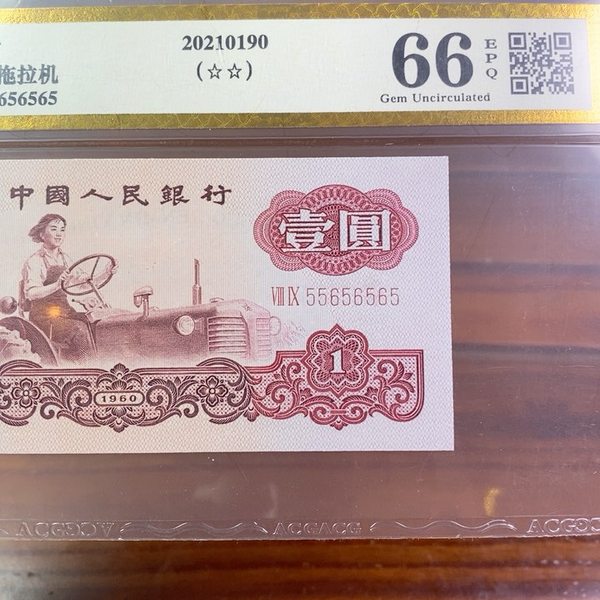 20210190
拖拉机
(☆☆)
656565
66
EPQ
Gem Uncirculated
中國人民銀行
壹圓
VIII IX 55656565
1
1960
ACGACG